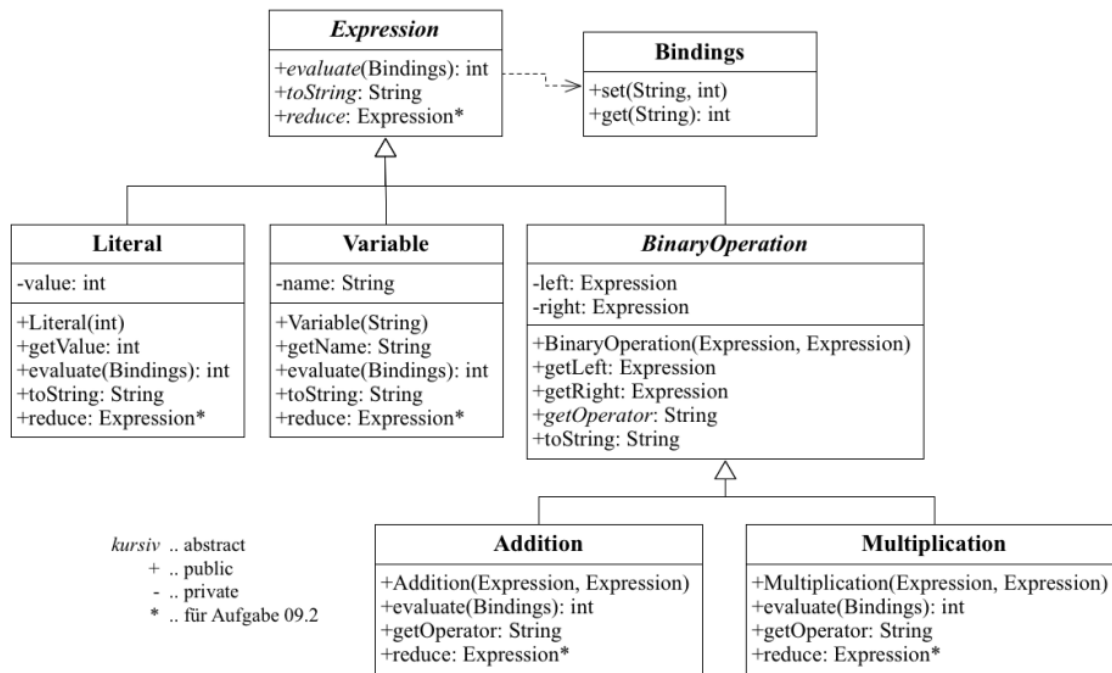 Expression
+evaluate(Bindings): int
+toString: String
+reduce: Expression*
Bindings
+set(String, int)
+get(String): int
Literal
-value: int
+Literal(int)
+getValue: int
+evaluate(Bindings): int
+toString: String
+reduce: Expression*
Variable
-name: String
+Variable(String)
+getName: String
+evaluate(Bindings): int
+toString: String
+reduce: Expression*
BinaryOperation
-left: Expression
-right: Expression
+BinaryOperation(Expression, Expression)
+getLeft: Expression
+getRight: Expression
+getOperator: String
+toString: String
kursiv .. abstract
+ .. public
- .. private
* .. für Aufgabe 09.2
Addition
+Addition(Expression, Expression)
+evaluate(Bindings): int
+getOperator: String
+reduce: Expression*
Multiplication
+Multiplication(Expression, Expression)
+evaluate(Bindings): int
+getOperator: String
+reduce: Expression*